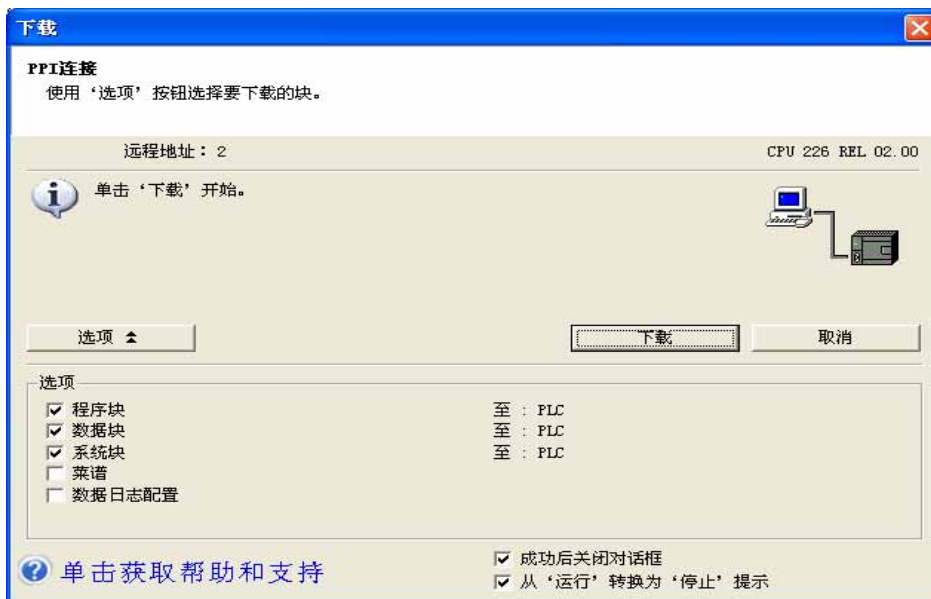 下载
PPI连接
使用‘选项’按钮选择要下载的块。
远程地址：2
CPU 226 REL 02.00
单击‘下载’开始。
选项
下载
取消
选项
程序块 至 : PLC
数据块 至 : PLC
系统块 至 : PLC
菜谱
数据日志配置
单击获取帮助和支持
成功后关闭对话框
从‘运行’转换为‘停止’提示